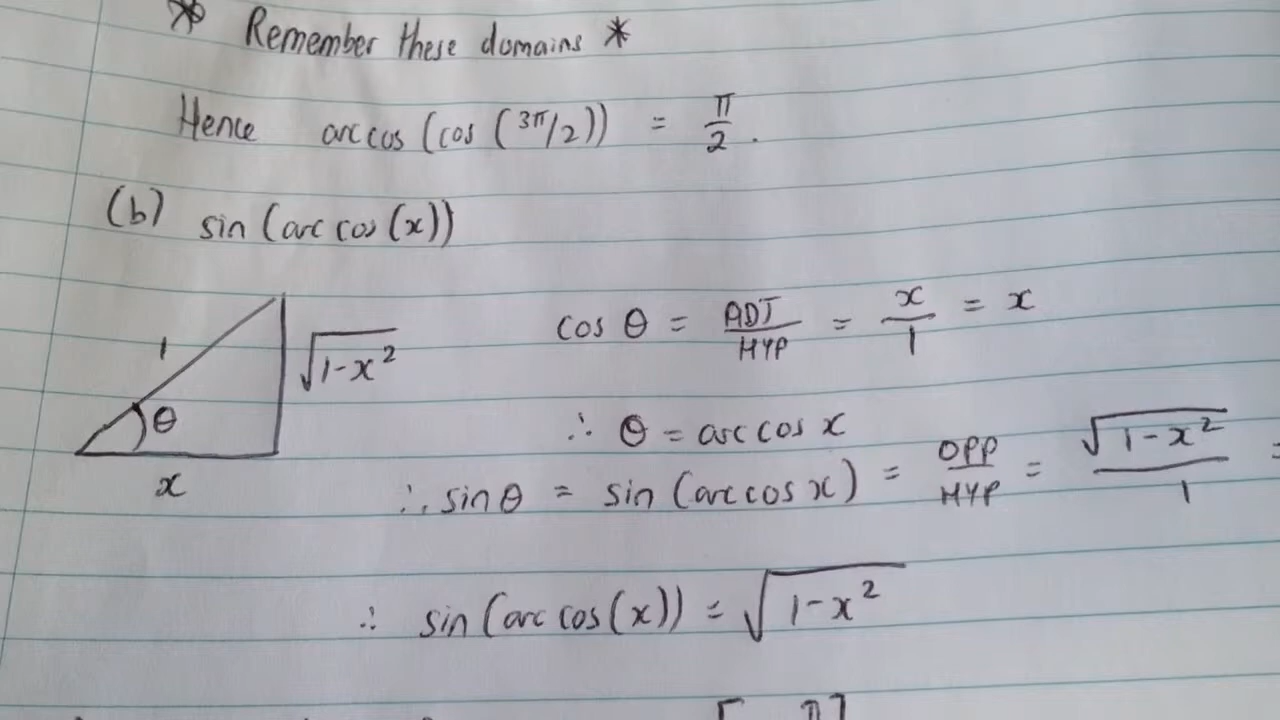 * Remember these domains *
Hence arccos(cos(3π/2)) = π/2.
(b) sin(arccos(x))
1
√(1-x²)
θ
x
cos θ = ADJ/HYP = x/1 = x
∴ θ = arccos x
∴ sin θ = sin(arccos x) = OPP/HYP = √(1-x²)/1 =
∴ sin(arccos(x)) = √(1-x²)